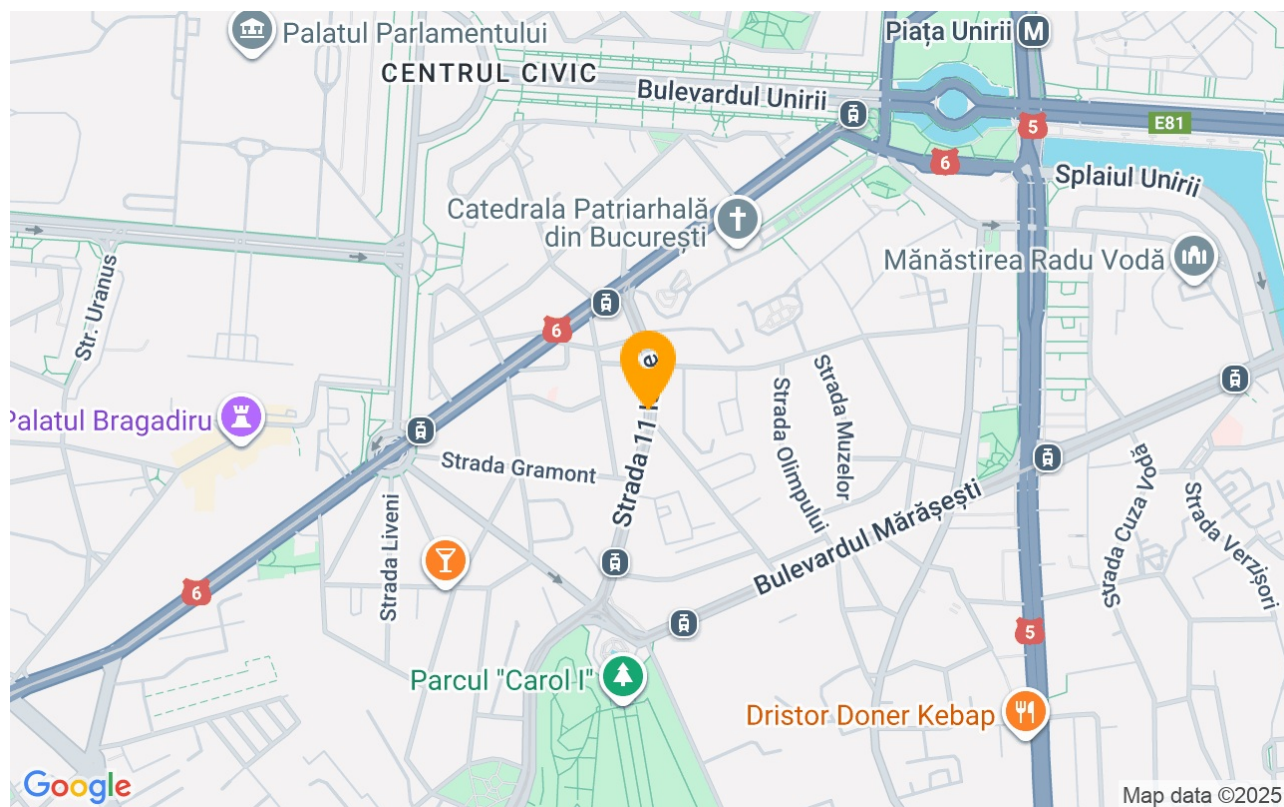 Palatul Parlamentului
CENTRUL CIVIC
Piața Unirii
M
Bulevardul Unirii
E81
5
6
Splaiul Unirii
Catedrala Patriarhală
din București
Mănăstirea Radu Vodă
Str. Uranus
6
Palatul Bragadiru
Strada 11
e
Strada Olimpului
Strada Muzelor
Strada Gramont
Strada Liveni
Bulevardul Mărășești
Strada Cuza Vodă
Strada Verzișori
6
5
Parcul "Carol I"
Dristor Doner Kebap
Google
Map data ©2025